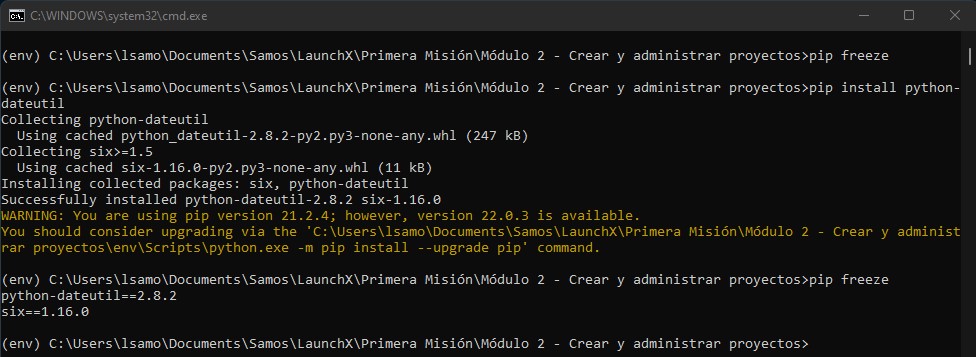 C:\WINDOWS\system32\cmd.exe
(env) C:\Users\lsamo\Documents\Samos\LaunchX\Primera Misión\Módulo 2 - Crear y administrar proyectos>pip freeze
(env) C:\Users\lsamo\Documents\Samos\LaunchX\Primera Misión\Módulo 2 - Crear y administrar proyectos>pip install python-
dateutil
Collecting python-dateutil
  Using cached python_dateutil-2.8.2-py2.py3-none-any.whl (247 kB)
Collecting six>=1.5
  Using cached six-1.16.0-py2.py3-none-any.whl (11 kB)
Installing collected packages: six, python-dateutil
Successfully installed python-dateutil-2.8.2 six-1.16.0
WARNING: You are using pip version 21.2.4; however, version 22.0.3 is available.
You should consider upgrading via the 'C:\Users\lsamo\Documents\Samos\LaunchX\Primera Misión\Módulo 2 - Crear y administ
rar proyectos\env\Scripts\python.exe -m pip install --upgrade pip' command.
(env) C:\Users\lsamo\Documents\Samos\LaunchX\Primera Misión\Módulo 2 - Crear y administrar proyectos>pip freeze
python-dateutil==2.8.2
six==1.16.0
(env) C:\Users\lsamo\Documents\Samos\LaunchX\Primera Misión\Módulo 2 - Crear y administrar proyectos>